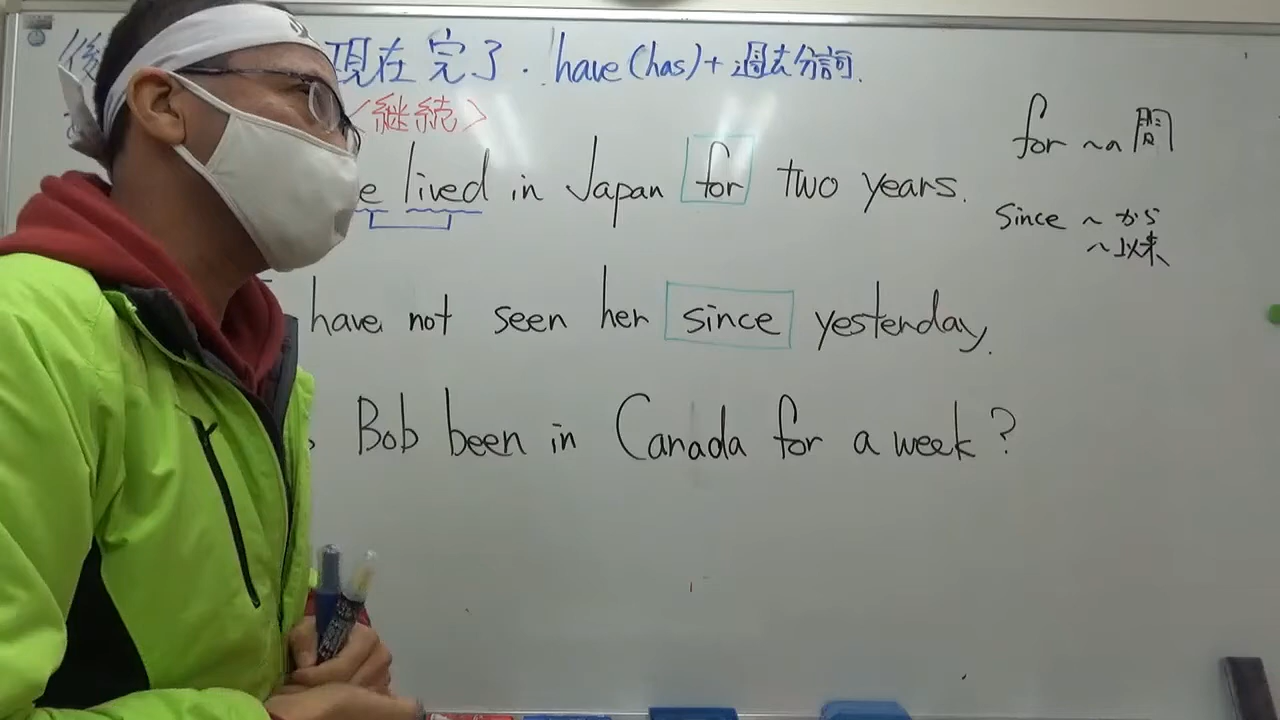 現在完了. have(has)+過去分詞.
<継続>
lived in Japan for two years.
have not seen her since yesterday.
Bob been in Canada for a week?
for ~の間
Since ~から
~以来